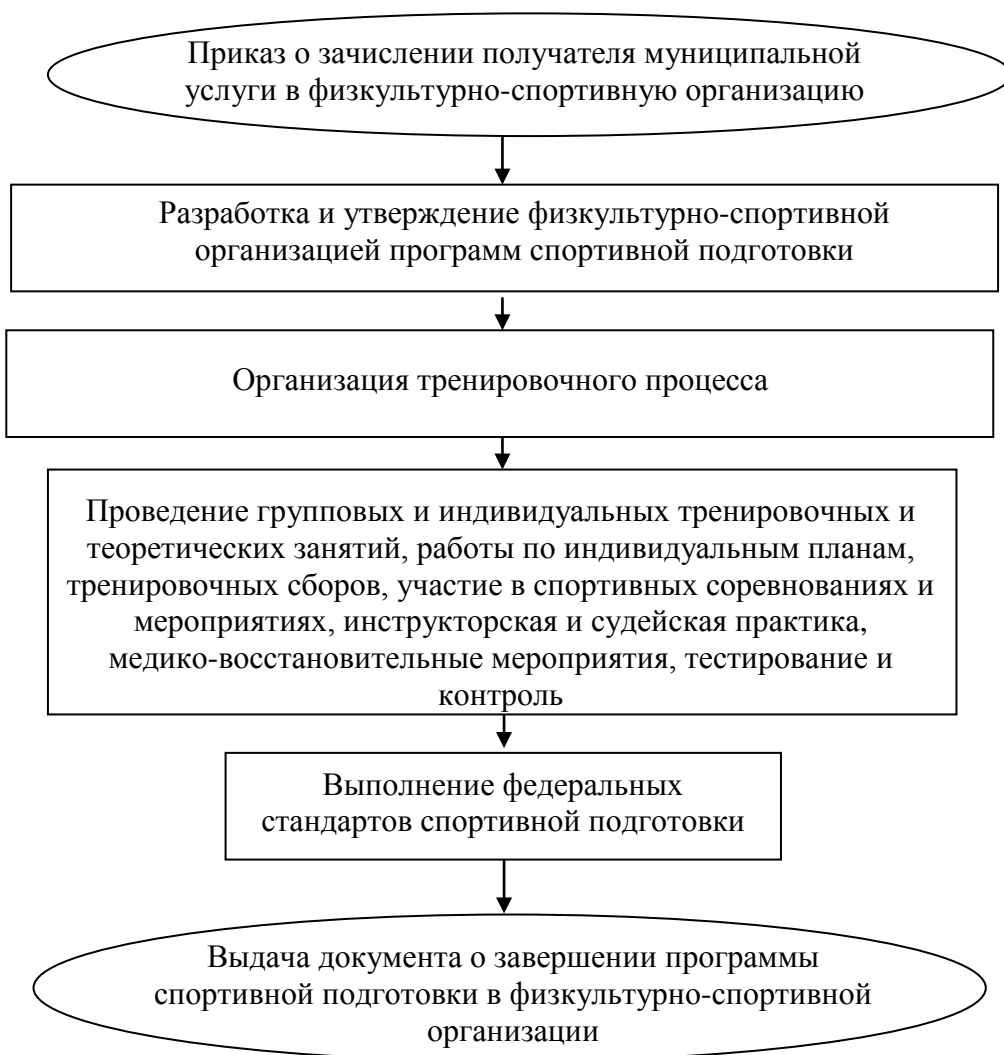 Приказ о зачислении получателя муниципальной
услуги в физкультурно-спортивную организацию
Разработка и утверждение физкультурно-спортивной
организацией программ спортивной подготовки
Организация тренировочного процесса
Проведение групповых и индивидуальных тренировочных и
теоретических занятий, работы по индивидуальным планам,
тренировочных сборов, участие в спортивных соревнованиях и
мероприятиях, инструкторская и судейская практика,
медико-восстановительные мероприятия, тестирование и
контроль
Выполнение федеральных
стандартов спортивной подготовки
Выдача документа о завершении программы
спортивной подготовки в физкультурно-спортивной
организации